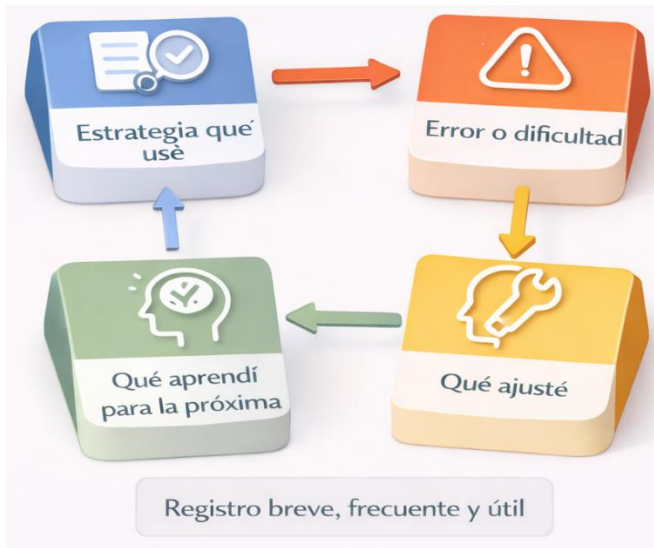 Estrategia que´
usè
Error o dificultad
Qué aprendí
para la próxima
Qué ajusté
Registro breve, frecuente y útil